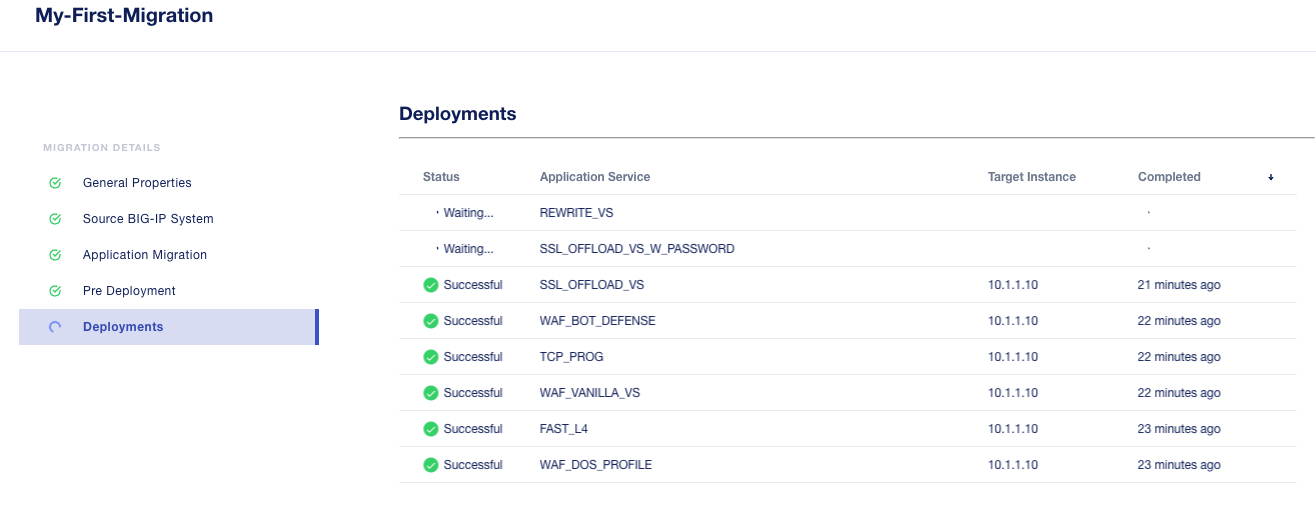 My-First-Migration
MIGRATION DETAILS
General Properties
Source BIG-IP System
Application Migration
Pre Deployment
Deployments
Deployments
Status Application Service Target Instance Completed
Waiting... REWRITE_VS
Waiting... SSL_OFFLOAD_VS_W_PASSWORD
Successful SSL_OFFLOAD_VS 10.1.1.10 21 minutes ago
Successful WAF_BOT_DEFENSE 10.1.1.10 22 minutes ago
Successful TCP_PROG 10.1.1.10 22 minutes ago
Successful WAF_VANILLA_VS 10.1.1.10 22 minutes ago
Successful FAST_L4 10.1.1.10 23 minutes ago
Successful WAF_DOS_PROFILE 10.1.1.10 23 minutes ago